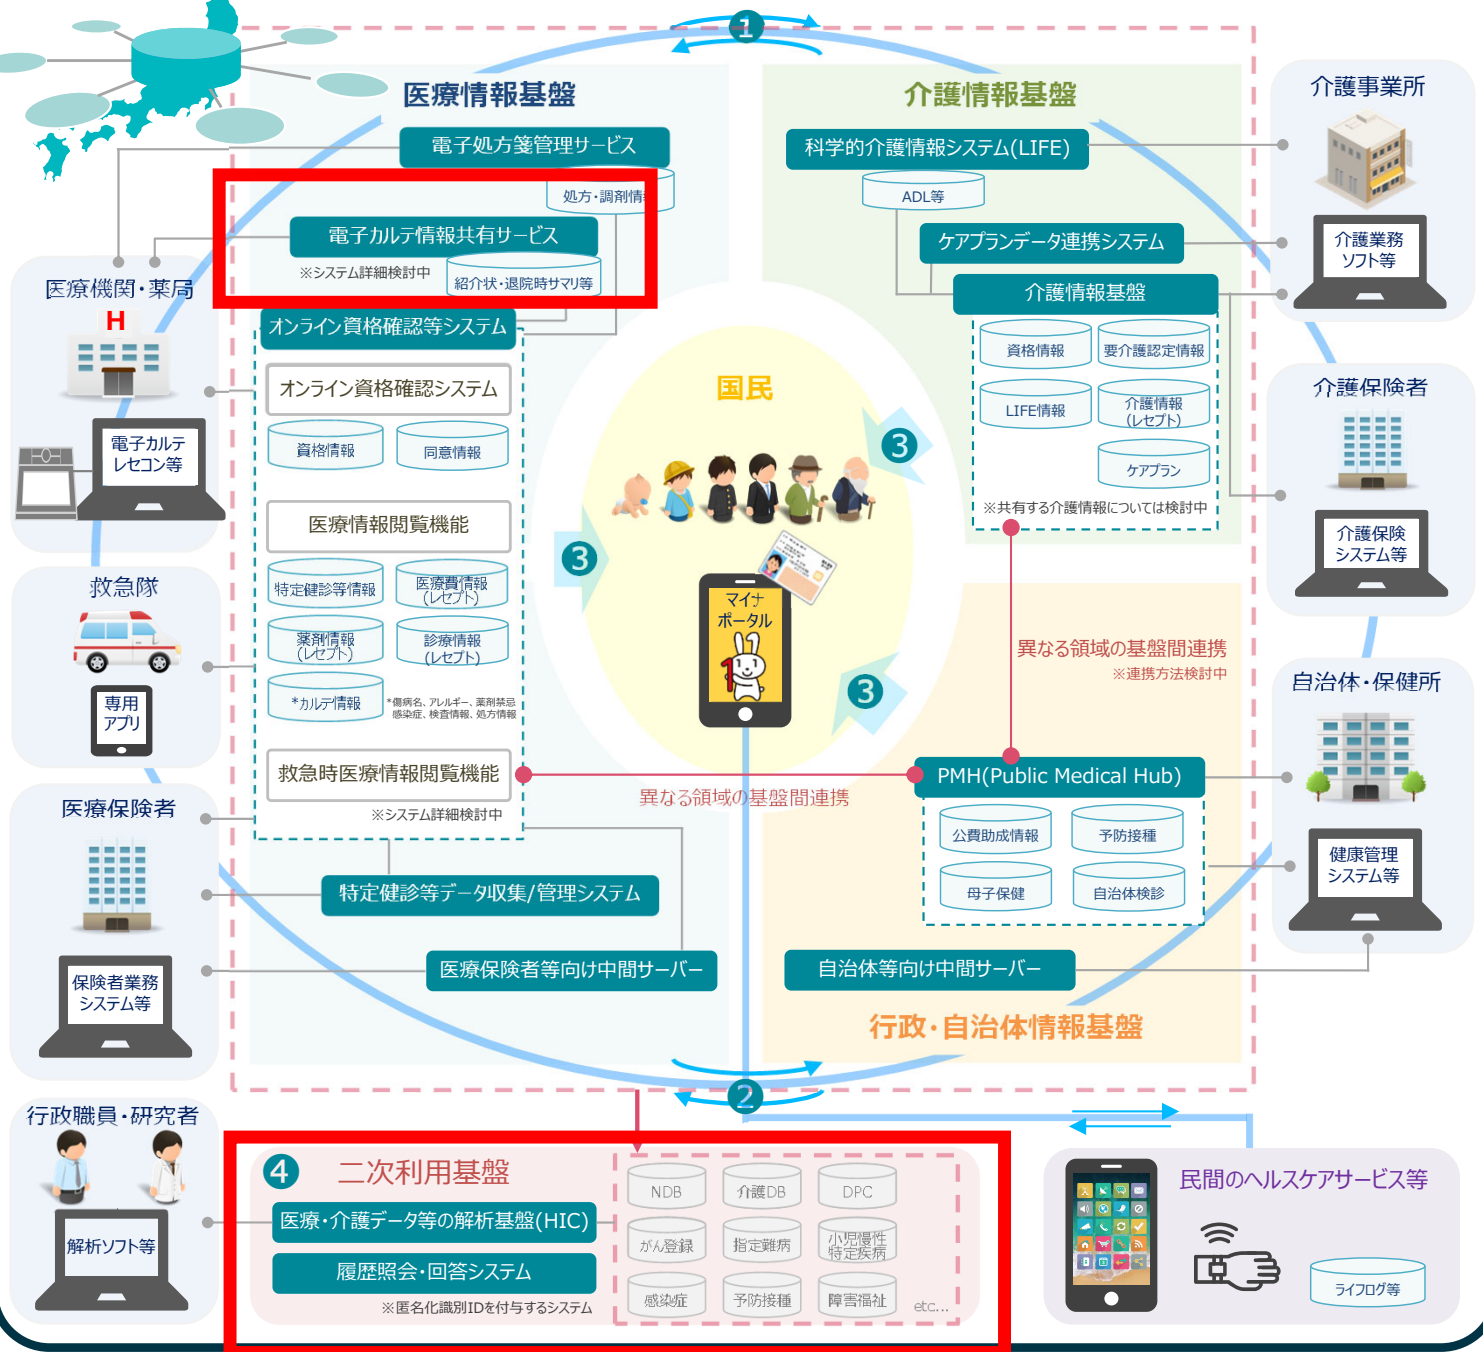 1
医療情報基盤
電子処方箋管理サービス
処方・調剤情報
電子カルテ情報共有サービス
※システム詳細検討中
紹介状・退院時サマリ等
オンライン資格確認等システム
オンライン資格確認システム
資格情報
同意情報
医療情報閲覧機能
特定健診等情報
医療費情報
(レセプト)
薬剤情報
(レセプト)
診療情報
(レセプト)
*カルテ情報
*傷病名、アレルギー、薬剤禁忌
感染症、検査情報、処方情報
救急時医療情報閲覧機能
※システム詳細検討中
特定健診等データ収集/管理システム
医療保険者等向け中間サーバー
介護情報基盤
科学的介護情報システム(LIFE)
ADL等
ケアプランデータ連携システム
介護情報基盤
資格情報
要介護認定情報
LIFE情報
介護情報
(レセプト)
ケアプラン
※共有する介護情報については検討中
国民
3
3
3
マイナ
ポータル
1
異なる領域の基盤間連携
※連携方法検討中
異なる領域の基盤間連携
PMH(Public Medical Hub)
公費助成情報
予防接種
母子保健
自治体検診
自治体等向け中間サーバー
行政・自治体情報基盤
2
医療機関・薬局
H
電子カルテ
レセコン等
救急隊
専用
アプリ
医療保険者
保険者業務
システム等
行政職員・研究者
解析ソフト等
介護事業所
介護業務
ソフト等
介護保険者
介護保険
システム等
自治体・保健所
健康管理
システム等
4
二次利用基盤
医療・介護データ等の解析基盤(HIC)
履歴照会・回答システム
※匿名化識別IDを付与するシステム
NDB
介護DB
DPC
がん登録
指定難病
小児慢性
特定疾病
感染症
予防接種
障害福祉
etc...
民間のヘルスケアサービス等
ライフログ等